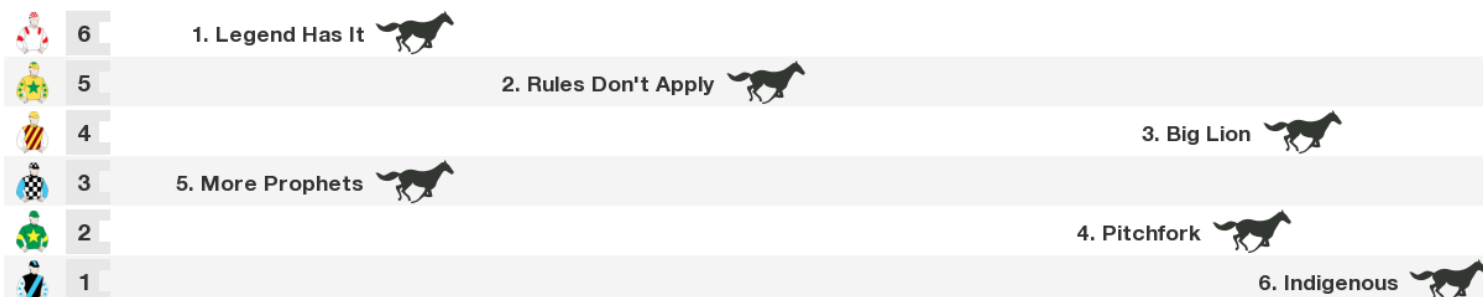 6 1. Legend Has It
5 2. Rules Don't Apply
4 3. Big Lion
3 5. More Prophets
2 4. Pitchfork
1 6. Indigenous